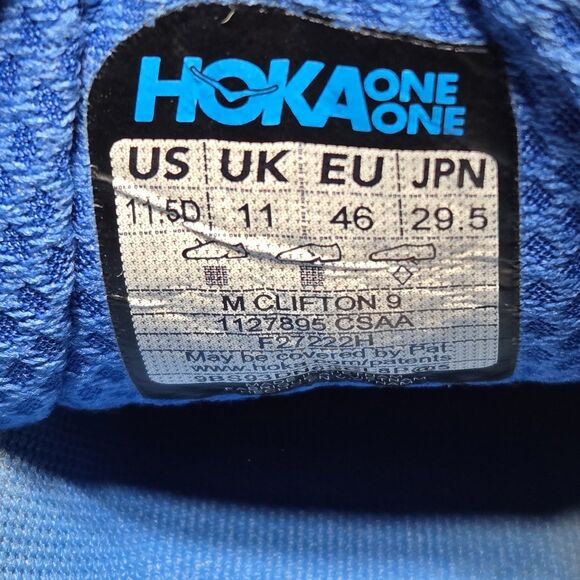 HOKA ONE ONE
US UK EU JPN
11.5D 11 46 29.5
M CLIFTON 9
1127895 CSAA
F27222H
May be covered by Pat.